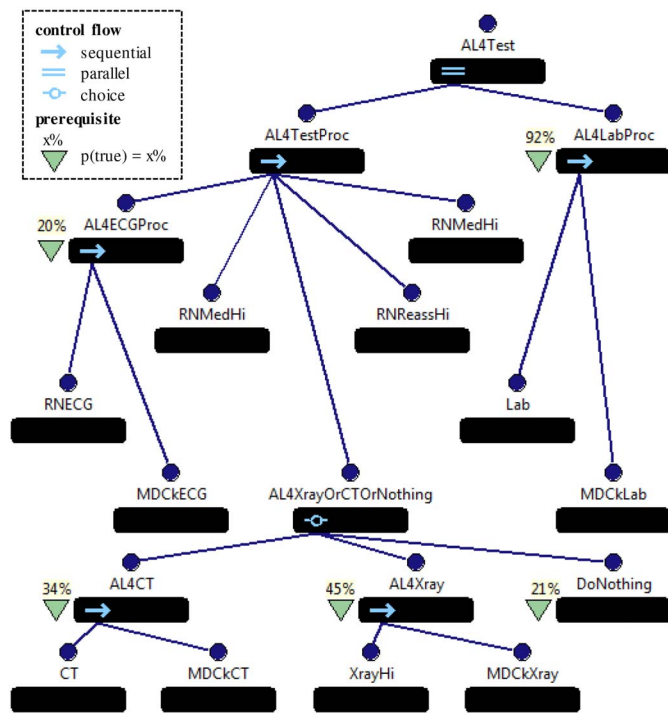 control flow
sequential
parallel
choice
prerequisite
x%
p(true) = x%
AL4Test
AL4TestProc
92%
AL4LabProc
20%
AL4ECGProc
RNMedHi
RNMedHi
RNReassHi
RNECG
Lab
MDCkECG
AL4XrayOrCTOrNothing
MDCkLab
34%
AL4CT
45%
AL4Xray
21%
DoNothing
CT
MDCkCT
XrayHi
MDCkXray